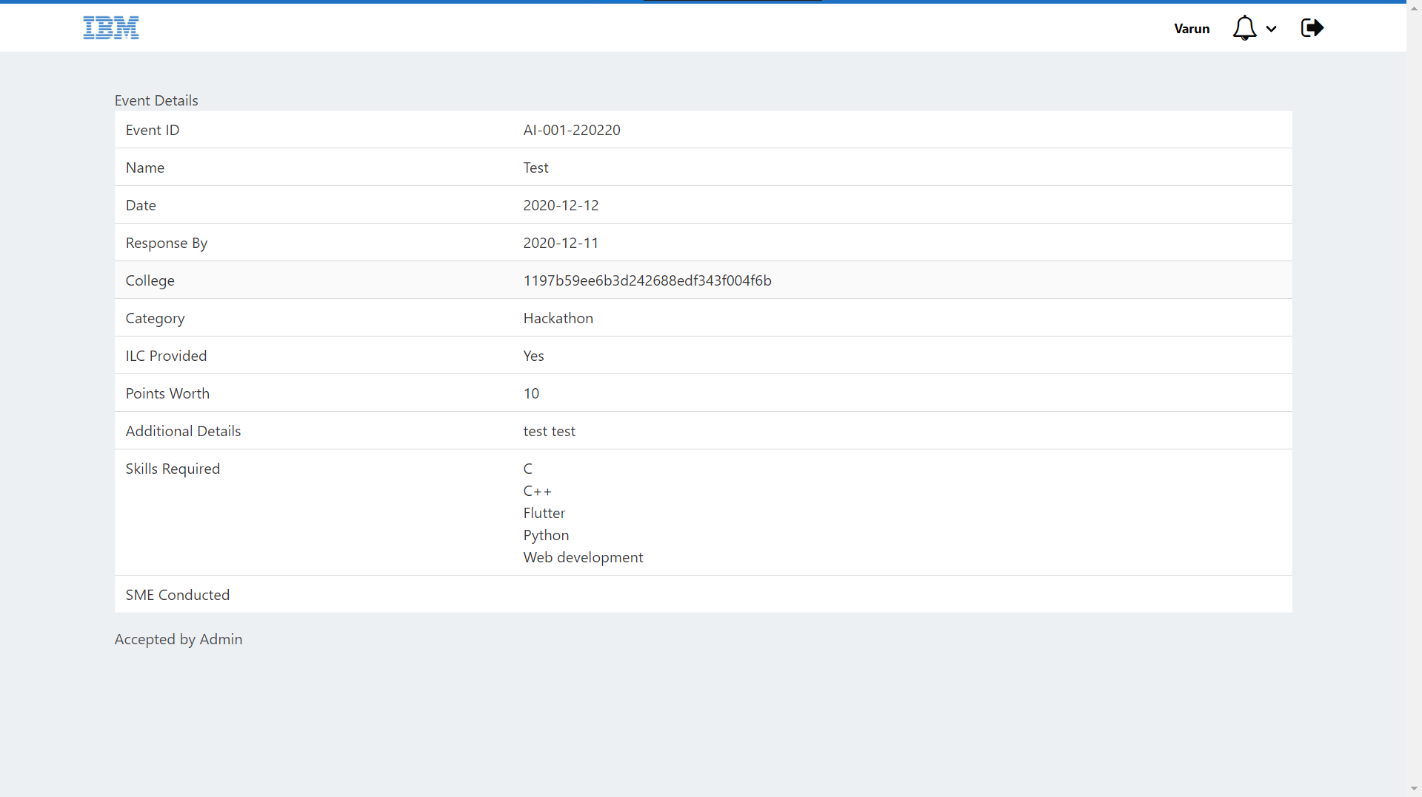 IBM
Varun
Event Details
Event ID AI-001-220220
Name Test
Date 2020-12-12
Response By 2020-12-11
College 1197b59ee6b3d242688edf343f004f6b
Category Hackathon
ILC Provided Yes
Points Worth 10
Additional Details test test
Skills Required C
C++
Flutter
Python
Web development
SME Conducted
Accepted by Admin